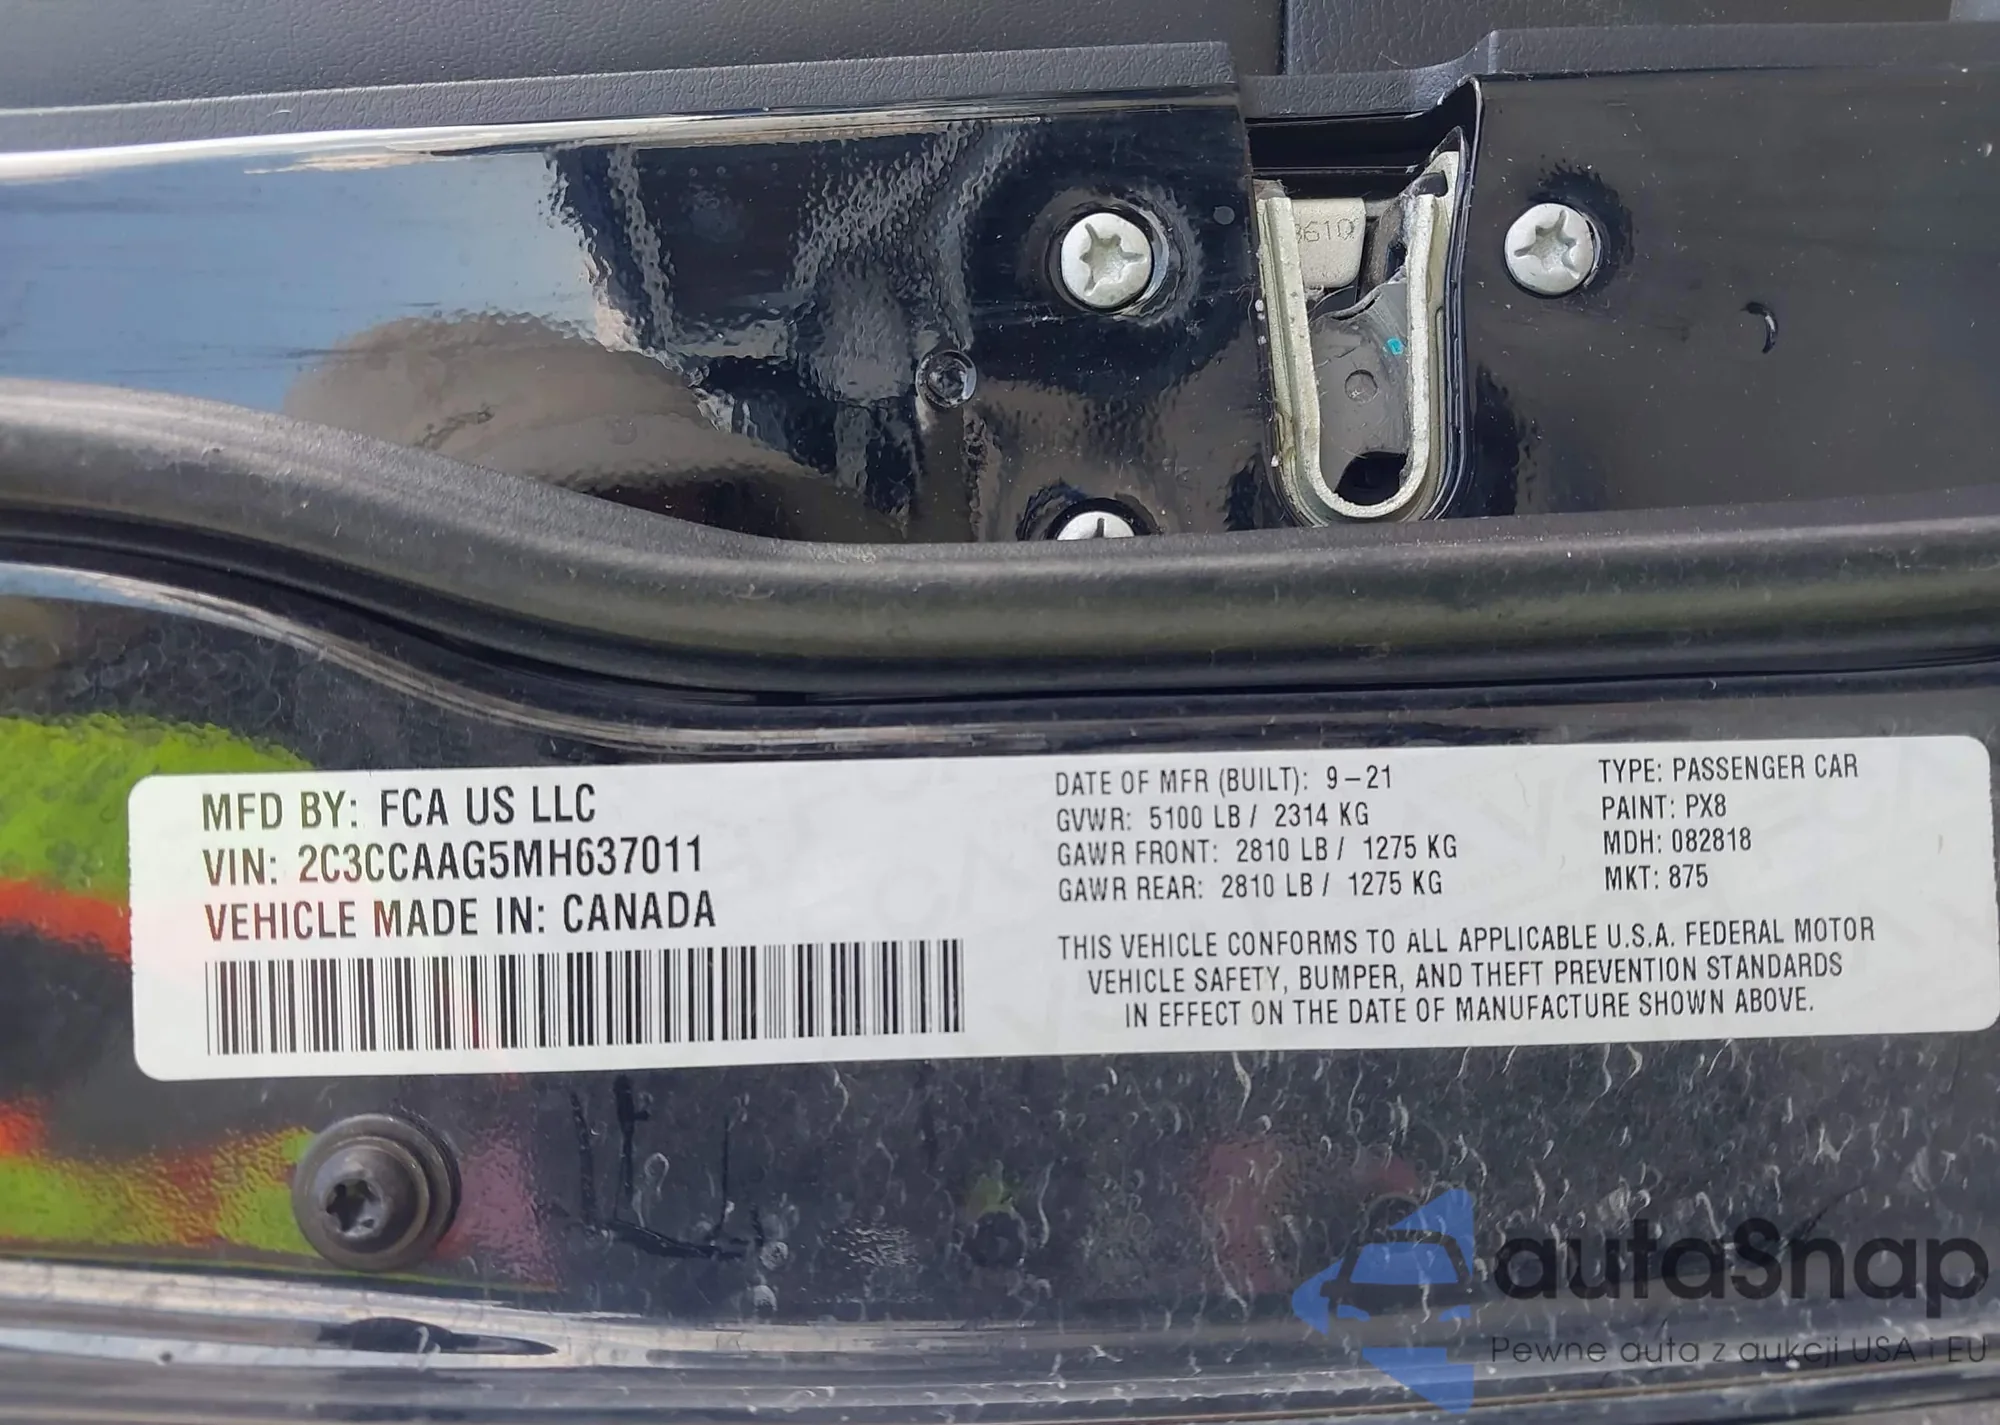 861Q
MFD BY: FCA US LLC
VIN: 2C3CCAAG5MH637011
VEHICLE MADE IN: CANADA
DATE OF MFR (BUILT): 9-21
GVWR: 5100 LB / 2314 KG
GAWR FRONT: 2810 LB / 1275 KG
GAWR REAR: 2810 LB / 1275 KG
TYPE: PASSENGER CAR
PAINT: PX8
MDH: 082818
MKT: 875
THIS VEHICLE CONFORMS TO ALL APPLICABLE U.S.A. FEDERAL MOTOR
VEHICLE SAFETY, BUMPER, AND THEFT PREVENTION STANDARDS
IN EFFECT ON THE DATE OF MANUFACTURE SHOWN ABOVE.
autaSnap
Pewne auta z aukcji USA i EU